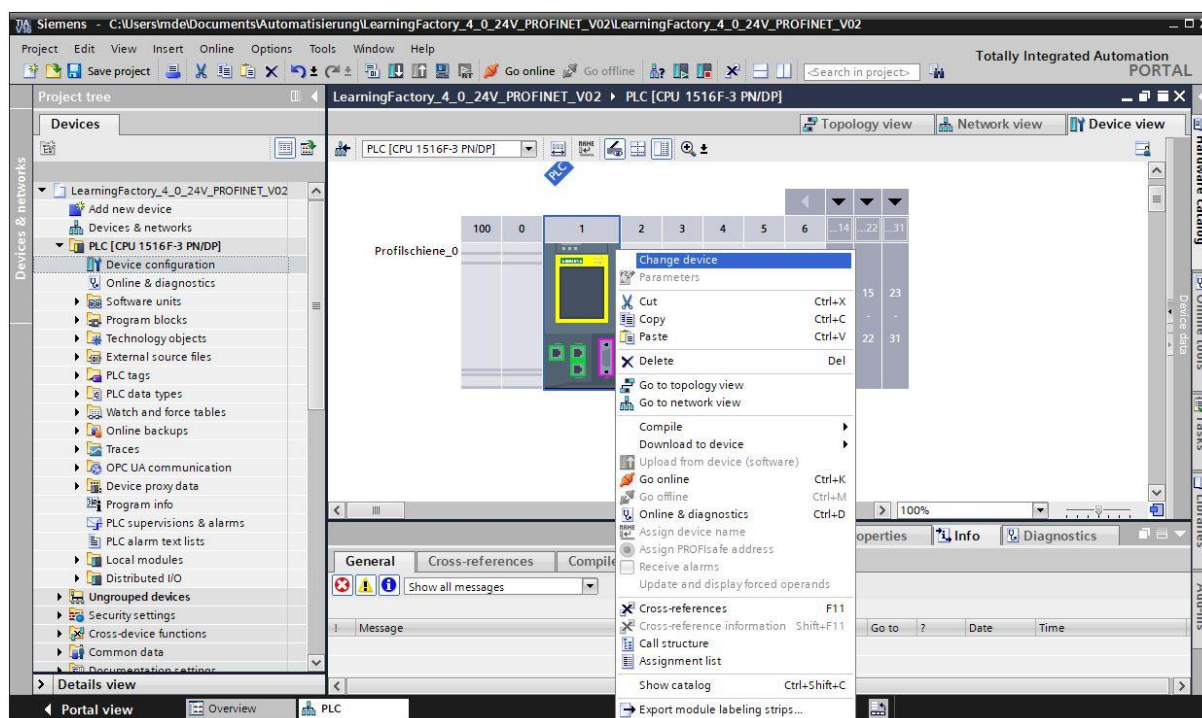 Siemens - C:\Users\mde\Documents\Automatisierung\LearningFactory_4_0_24V_PROFINET_V02\LearningFactory_4_0_24V_PROFINET_V02
Project Edit View Insert Online Options Tools Window Help
Totally Integrated Automation
PORTAL
Save project
Go online
Go offline
<Search in project>
Project tree
LearningFactory_4_0_24V_PROFINET_V02 ▸ PLC [CPU 1516F-3 PN/DP]
Devices
Topology view
Network view
Device view
PLC [CPU 1516F-3 PN/DP]
Devices & networks
LearningFactory_4_0_24V_PROFINET_V02
Add new device
Devices & networks
PLC [CPU 1516F-3 PN/DP]
Device configuration
Online & diagnostics
Software units
Program blocks
Technology objects
External source files
PLC tags
PLC data types
Watch and force tables
Online backups
Traces
OPC UA communication
Device proxy data
Program info
PLC supervisions & alarms
PLC alarm text lists
Local modules
Distributed I/O
Ungrouped devices
Security settings
Cross-device functions
Common data
Documentation settings
Details view
Portal view
Overview
PLC
PLC
100 0 1 2 3 4 5 6 ...14 ...22 ...31
Profilschiene_0
SIEMENS
15 23
- -
22 31
Change device
Parameters
Cut Ctrl+X
Copy Ctrl+C
Paste Ctrl+V
Delete Del
Go to topology view
Go to network view
Compile
Download to device
Upload from device (software)
Go online Ctrl+K
Go offline Ctrl+M
Online & diagnostics Ctrl+D
Assign device name
Assign PROFIsafe address
Receive alarms
Update and display forced operands
Cross-references F11
Cross-reference information Shift+F11
Call structure
Assignment list
Show catalog Ctrl+Shift+C
Export module labeling strips...
100%
Info
Diagnostics
General
Cross-references
Compile
Show all messages
! Message
Go to ? Date Time
Device data
Hardware catalog
Online tools
Tasks
Libraries